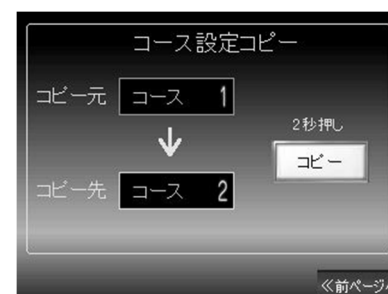 コース設定コピー
コピー元 コース 1
2秒押し
コピー
コピー先 コース 2
≪前ページへ